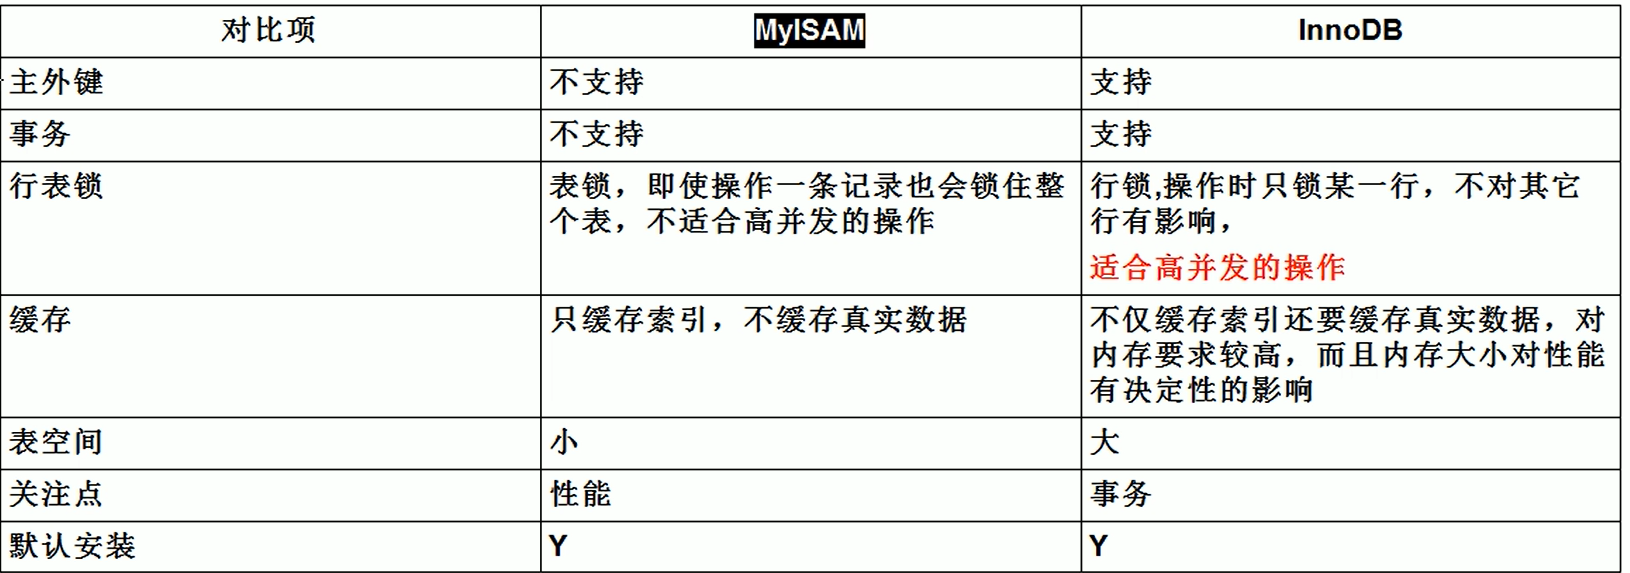 对比项 MyISAM InnoDB
主外键 不支持 支持
事务 不支持 支持
行表锁
表锁，即使操作一条记录也会锁住整
个表，不适合高并发的操作
行锁,操作时只锁某一行，不对其它
行有影响，
适合高并发的操作
缓存
只缓存索引，不缓存真实数据
不仅缓存索引还要缓存真实数据，对
内存要求较高，而且内存大小对性能
有决定性的影响
表空间 小 大
关注点 性能 事务
默认安装 Y Y